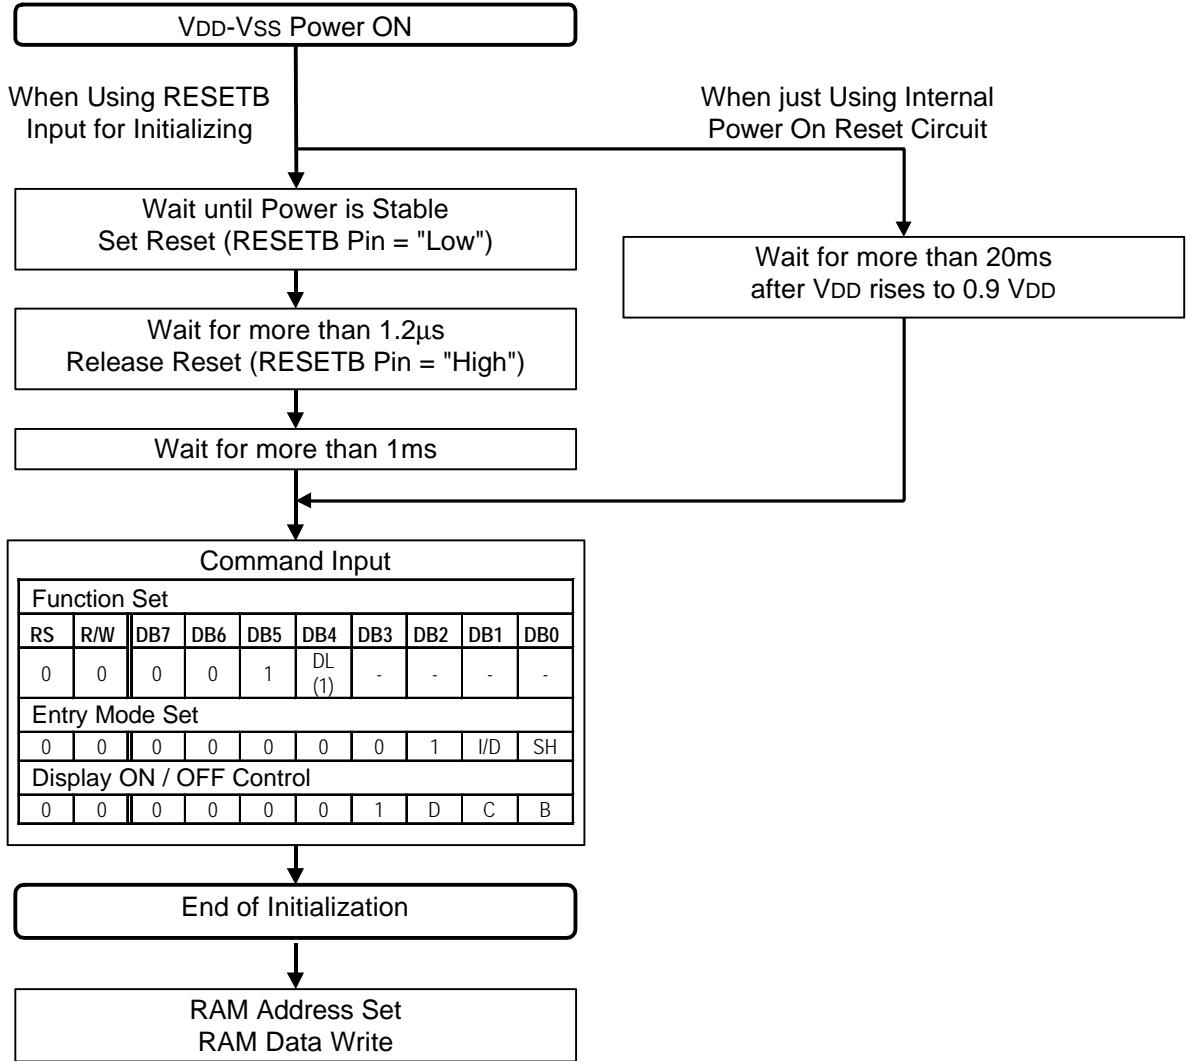 VDD-VSS Power ON
When Using RESETB
Input for Initializing
When just Using Internal
Power On Reset Circuit
Wait until Power is Stable
Set Reset (RESETB Pin = "Low")
Wait for more than 20ms
after VDD rises to 0.9 VDD
Wait for more than 1.2μs
Release Reset (RESETB Pin = "High")
Wait for more than 1ms
Command Input
Function Set
RS R/W DB7 DB6 DB5 DB4 DB3 DB2 DB1 DB0
0 0 0 0 1 DL (1) - - - -
Entry Mode Set
0 0 0 0 0 0 0 1 I/D SH
Display ON / OFF Control
0 0 0 0 0 0 1 D C B
End of Initialization
RAM Address Set
RAM Data Write